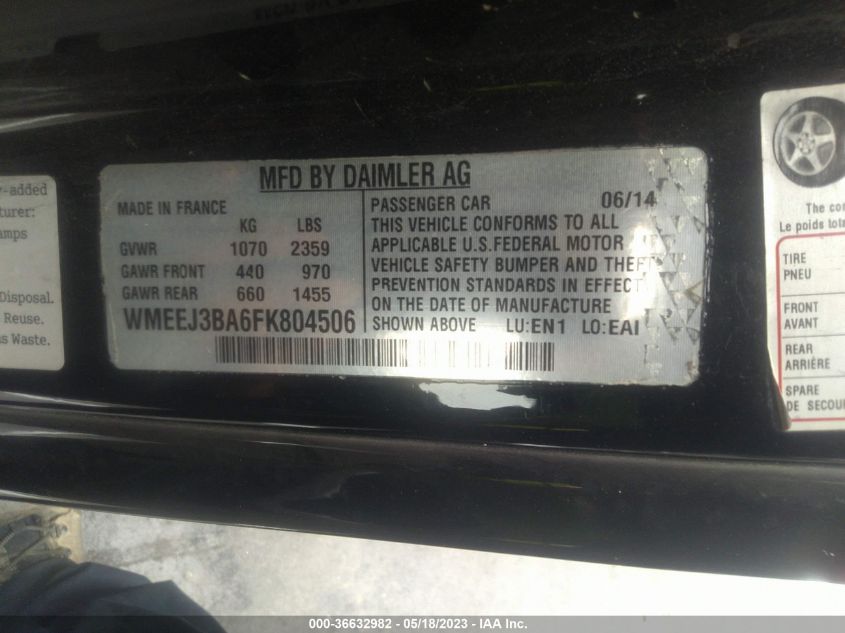 y-added
turer:
amps
Disposal.
Reuse.
s Waste.
MFD BY DAIMLER AG
MADE IN FRANCE
KG LBS
GVWR 1070 2359
GAWR FRONT 440 970
GAWR REAR 660 1455
WMEEJ3BA6FK804506
PASSENGER CAR 06/14
THIS VEHICLE CONFORMS TO ALL
APPLICABLE U.S.FEDERAL MOTOR
VEHICLE SAFETY BUMPER AND THEFT
PREVENTION STANDARDS IN EFFECT
ON THE DATE OF MANUFACTURE
SHOWN ABOVE LU:EN1 LO:EAI
The con
Le poids tota
TIRE
PNEU
FRONT
AVANT
REAR
ARRIÈRE
SPARE
DE SECOU
000-36632982 - 05/18/2023 - IAA Inc.